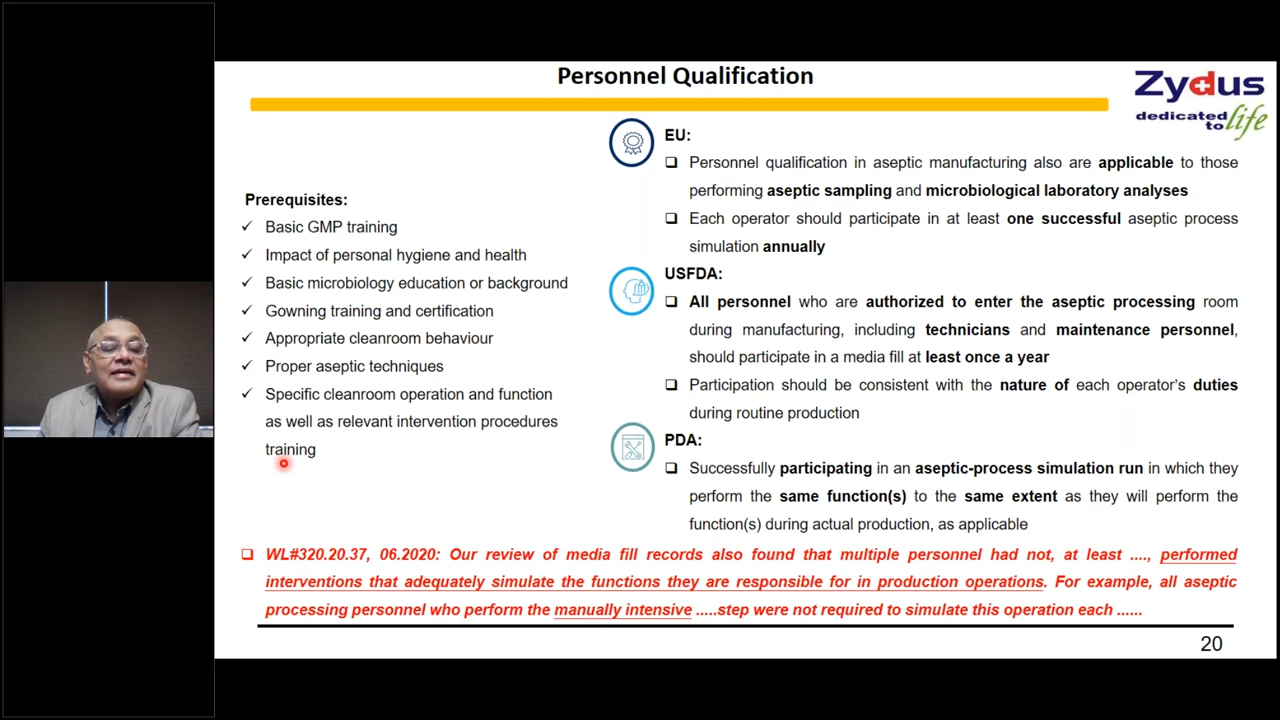 Personnel Qualification
Zydus
dedicated
to life
Prerequisites:
✓ Basic GMP training
✓ Impact of personal hygiene and health
✓ Basic microbiology education or background
✓ Gowning training and certification
✓ Appropriate cleanroom behaviour
✓ Proper aseptic techniques
✓ Specific cleanroom operation and function
as well as relevant intervention procedures
training
EU:
❑ Personnel qualification in aseptic manufacturing also are applicable to those
performing aseptic sampling and microbiological laboratory analyses
❑ Each operator should participate in at least one successful aseptic process
simulation annually
USFDA:
❑ All personnel who are authorized to enter the aseptic processing room
during manufacturing, including technicians and maintenance personnel,
should participate in a media fill at least once a year
❑ Participation should be consistent with the nature of each operator's duties
during routine production
PDA:
❑ Successfully participating in an aseptic-process simulation run in which they
perform the same function(s) to the same extent as they will perform the
function(s) during actual production, as applicable
❑ WL#320.20.37, 06.2020: Our review of media fill records also found that multiple personnel had not, at least ...., performed
interventions that adequately simulate the functions they are responsible for in production operations. For example, all aseptic
processing personnel who perform the manually intensive .....step were not required to simulate this operation each ......
20